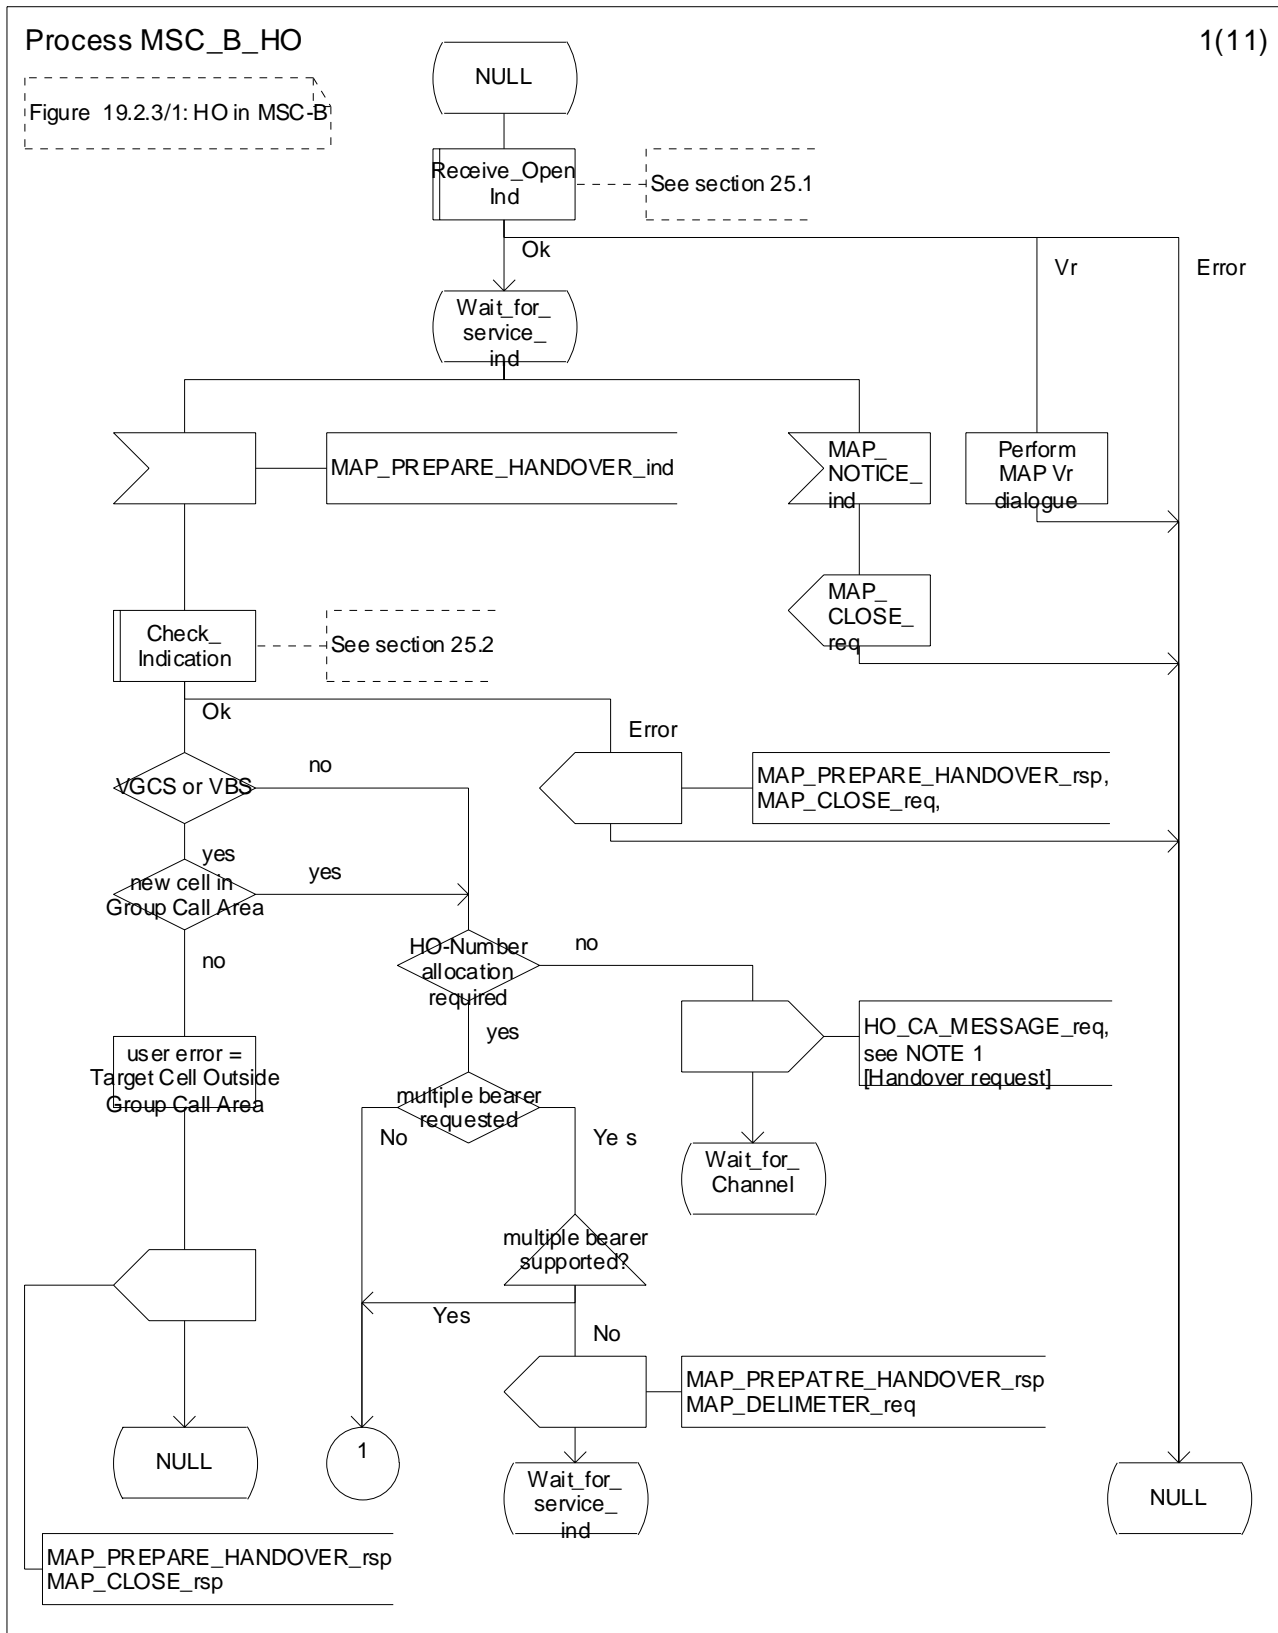 Process MSC_B_HO
1(11)
Figure 19.2.3/1: HO in MSC-B
NULL
Receive_Open
Ind
See section 25.1
Ok
Vr
Error
Wait_for_
service_
ind
MAP_PREPARE_HANDOVER_ind
MAP_
NOTICE_
ind
Perform
MAP Vr
dialogue
MAP_
CLOSE_
req
Check_
Indication
See section 25.2
Ok
Error
VGCS or VBS
no
MAP_PREPARE_HANDOVER_rsp,
MAP_CLOSE_req,
yes
new cell in
Group Call Area
yes
no
HO-Number
allocation
required
no
yes
HO_CA_MESSAGE_req,
see NOTE 1
[Handover request]
user error =
Target Cell Outside
Group Call Area
multiple bearer
requested
No
Ye s
Wait_for_
Channel
multiple bearer
supported?
Yes
No
MAP_PREPATRE_HANDOVER_rsp
MAP_DELIMETER_req
NULL
1
Wait_for_
service_
ind
NULL
MAP_PREPARE_HANDOVER_rsp
MAP_CLOSE_rsp